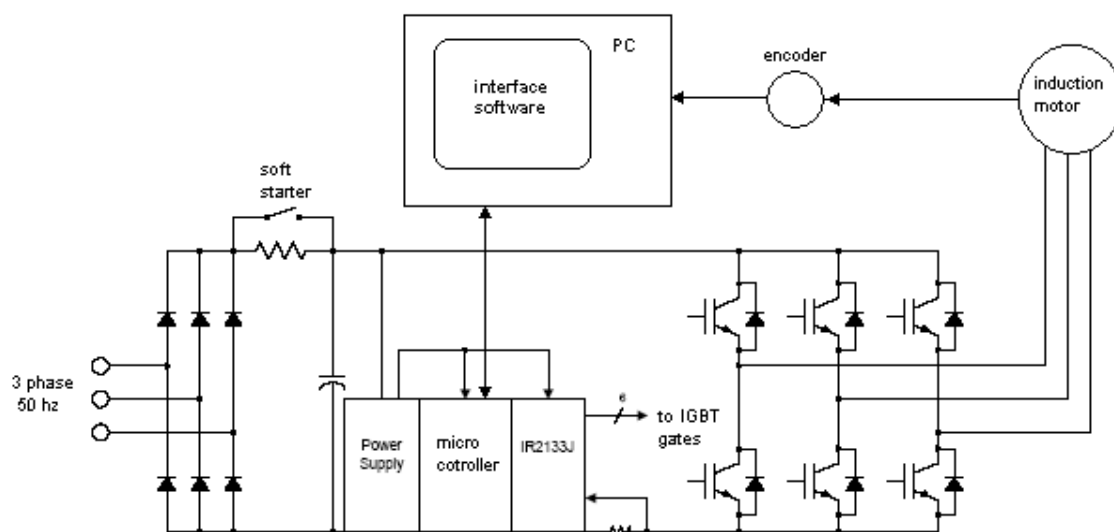 PC
interface
software
encoder
induction
motor
soft
starter
3 phase
50 hz
Power
Supply
micro
cotroller
IR2133J
6
to IGBT
gates